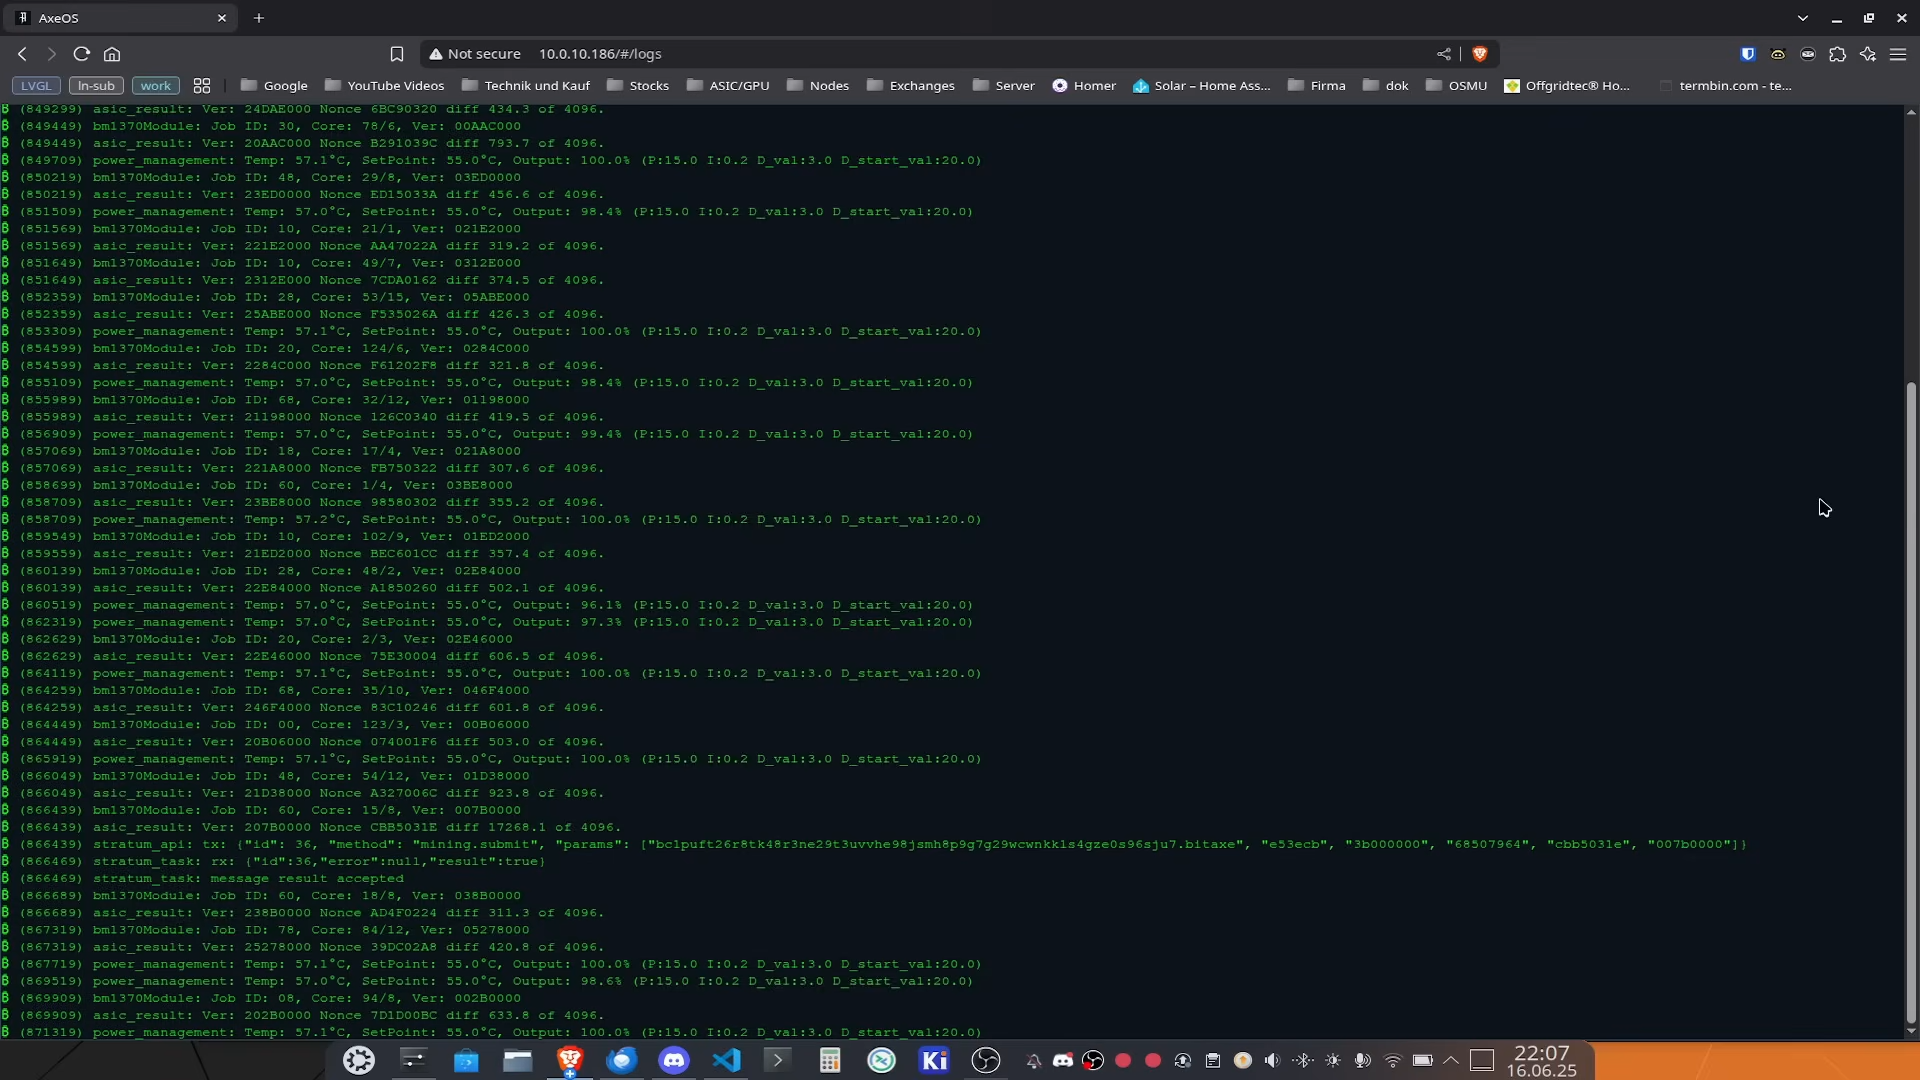 AxeOS
Not secure 10.0.10.186/#/logs
LVGL In-sub work Google YouTube Videos Technik und Kauf Stocks ASIC/GPU Nodes Exchanges Server Homer Solar – Home Ass... Firma dok OSMU Offgridtec® Ho... termbin.com - te...
₿ (849299) asic_result: Ver: 24DAE000 Nonce 6BC90320 diff 434.3 of 4096.
₿ (849449) bm1370Module: Job ID: 30, Core: 78/6, Ver: 00AAC000
₿ (849449) asic_result: Ver: 20AAC000 Nonce B291039C diff 793.7 of 4096.
₿ (849709) power_management: Temp: 57.1°C, SetPoint: 55.0°C, Output: 100.0% (P:15.0 I:0.2 D_val:3.0 D_start_val:20.0)
₿ (850219) bm1370Module: Job ID: 48, Core: 29/8, Ver: 03ED0000
₿ (850219) asic_result: Ver: 23ED0000 Nonce ED15033A diff 456.6 of 4096.
₿ (851509) power_management: Temp: 57.0°C, SetPoint: 55.0°C, Output: 98.4% (P:15.0 I:0.2 D_val:3.0 D_start_val:20.0)
₿ (851569) bm1370Module: Job ID: 10, Core: 21/1, Ver: 021E2000
₿ (851569) asic_result: Ver: 221E2000 Nonce AA47022A diff 319.2 of 4096.
₿ (851649) bm1370Module: Job ID: 10, Core: 49/7, Ver: 0312E000
₿ (851649) asic_result: Ver: 2312E000 Nonce 7CDA0162 diff 374.5 of 4096.
₿ (852359) bm1370Module: Job ID: 28, Core: 53/15, Ver: 05ABE000
₿ (852359) asic_result: Ver: 25ABE000 Nonce F535026A diff 426.3 of 4096.
₿ (853309) power_management: Temp: 57.1°C, SetPoint: 55.0°C, Output: 100.0% (P:15.0 I:0.2 D_val:3.0 D_start_val:20.0)
₿ (854599) bm1370Module: Job ID: 20, Core: 124/6, Ver: 0284C000
₿ (854599) asic_result: Ver: 2284C000 Nonce F61202F8 diff 321.8 of 4096.
₿ (855109) power_management: Temp: 57.0°C, SetPoint: 55.0°C, Output: 98.4% (P:15.0 I:0.2 D_val:3.0 D_start_val:20.0)
₿ (855989) bm1370Module: Job ID: 68, Core: 32/12, Ver: 01198000
₿ (855989) asic_result: Ver: 21198000 Nonce 126C0340 diff 419.5 of 4096.
₿ (856909) power_management: Temp: 57.0°C, SetPoint: 55.0°C, Output: 99.4% (P:15.0 I:0.2 D_val:3.0 D_start_val:20.0)
₿ (857069) bm1370Module: Job ID: 18, Core: 17/4, Ver: 021A8000
₿ (857069) asic_result: Ver: 221A8000 Nonce FB750322 diff 307.6 of 4096.
₿ (858699) bm1370Module: Job ID: 60, Core: 1/4, Ver: 03BE8000
₿ (858709) asic_result: Ver: 23BE8000 Nonce 98580302 diff 355.2 of 4096.
₿ (858709) power_management: Temp: 57.2°C, SetPoint: 55.0°C, Output: 100.0% (P:15.0 I:0.2 D_val:3.0 D_start_val:20.0)
₿ (859549) bm1370Module: Job ID: 10, Core: 102/9, Ver: 01ED2000
₿ (859559) asic_result: Ver: 21ED2000 Nonce BEC601CC diff 357.4 of 4096.
₿ (860139) bm1370Module: Job ID: 28, Core: 48/2, Ver: 02E84000
₿ (860139) asic_result: Ver: 22E84000 Nonce A1850260 diff 502.1 of 4096.
₿ (860519) power_management: Temp: 57.0°C, SetPoint: 55.0°C, Output: 96.1% (P:15.0 I:0.2 D_val:3.0 D_start_val:20.0)
₿ (862319) power_management: Temp: 57.0°C, SetPoint: 55.0°C, Output: 97.3% (P:15.0 I:0.2 D_val:3.0 D_start_val:20.0)
₿ (862629) bm1370Module: Job ID: 20, Core: 2/3, Ver: 02E46000
₿ (862629) asic_result: Ver: 22E46000 Nonce 75E30004 diff 606.5 of 4096.
₿ (864119) power_management: Temp: 57.1°C, SetPoint: 55.0°C, Output: 100.0% (P:15.0 I:0.2 D_val:3.0 D_start_val:20.0)
₿ (864259) bm1370Module: Job ID: 68, Core: 35/10, Ver: 046F4000
₿ (864259) asic_result: Ver: 246F4000 Nonce 83C10246 diff 601.8 of 4096.
₿ (864449) bm1370Module: Job ID: 00, Core: 123/3, Ver: 00B06000
₿ (864449) asic_result: Ver: 20B06000 Nonce 074001F6 diff 503.0 of 4096.
₿ (865919) power_management: Temp: 57.1°C, SetPoint: 55.0°C, Output: 100.0% (P:15.0 I:0.2 D_val:3.0 D_start_val:20.0)
₿ (866049) bm1370Module: Job ID: 48, Core: 54/12, Ver: 01D38000
₿ (866049) asic_result: Ver: 21D38000 Nonce A327006C diff 923.8 of 4096.
₿ (866439) bm1370Module: Job ID: 60, Core: 15/8, Ver: 007B0000
₿ (866439) asic_result: Ver: 207B0000 Nonce CBB5031E diff 17268.1 of 4096.
₿ (866439) stratum_api: tx: {"id": 36, "method": "mining.submit", "params": ["bc1puft26r8tk48r3ne29t3uvvhe98jsmh8p9g7g29wcwnkkls4gze0s96sju7.bitaxe", "e53ecb", "3b000000", "68507964", "cbb5031e", "007b0000"]}
₿ (866469) stratum_task: rx: {"id":36,"error":null,"result":true}
₿ (866469) stratum_task: message result accepted
₿ (866689) bm1370Module: Job ID: 60, Core: 18/8, Ver: 038B0000
₿ (866689) asic_result: Ver: 238B0000 Nonce AD4F0224 diff 311.3 of 4096.
₿ (867319) bm1370Module: Job ID: 78, Core: 84/12, Ver: 05278000
₿ (867319) asic_result: Ver: 25278000 Nonce 39DC02A8 diff 420.8 of 4096.
₿ (867719) power_management: Temp: 57.1°C, SetPoint: 55.0°C, Output: 100.0% (P:15.0 I:0.2 D_val:3.0 D_start_val:20.0)
₿ (869519) power_management: Temp: 57.0°C, SetPoint: 55.0°C, Output: 98.6% (P:15.0 I:0.2 D_val:3.0 D_start_val:20.0)
₿ (869909) bm1370Module: Job ID: 08, Core: 94/8, Ver: 002B0000
₿ (869909) asic_result: Ver: 202B0000 Nonce 7D1D00BC diff 633.8 of 4096.
₿ (871319) power_management: Temp: 57.1°C, SetPoint: 55.0°C, Output: 100.0% (P:15.0 I:0.2 D_val:3.0 D_start_val:20.0)
Ki
22:07
16.06.25